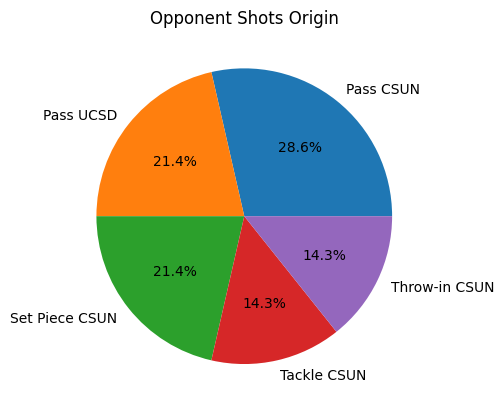 Opponent Shots Origin
Pass CSUN
28.6%
Pass UCSD
21.4%
Set Piece CSUN
21.4%
Tackle CSUN
14.3%
Throw-in CSUN
14.3%